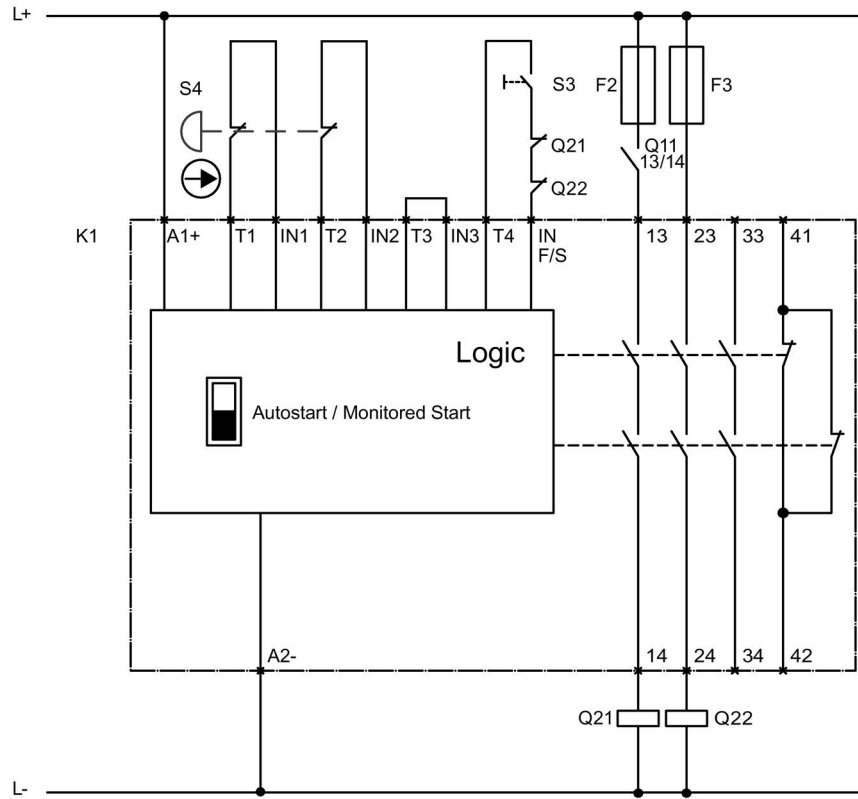 L+
S4
S3
F2
F3
Q11
13/14
Q21
Q22
K1
A1+
T1
IN1
T2
IN2
T3
IN3
T4
IN
F/S
13
23
33
41
Logic
Autostart / Monitored Start
A2-
14
24
34
42
Q21
Q22
L-